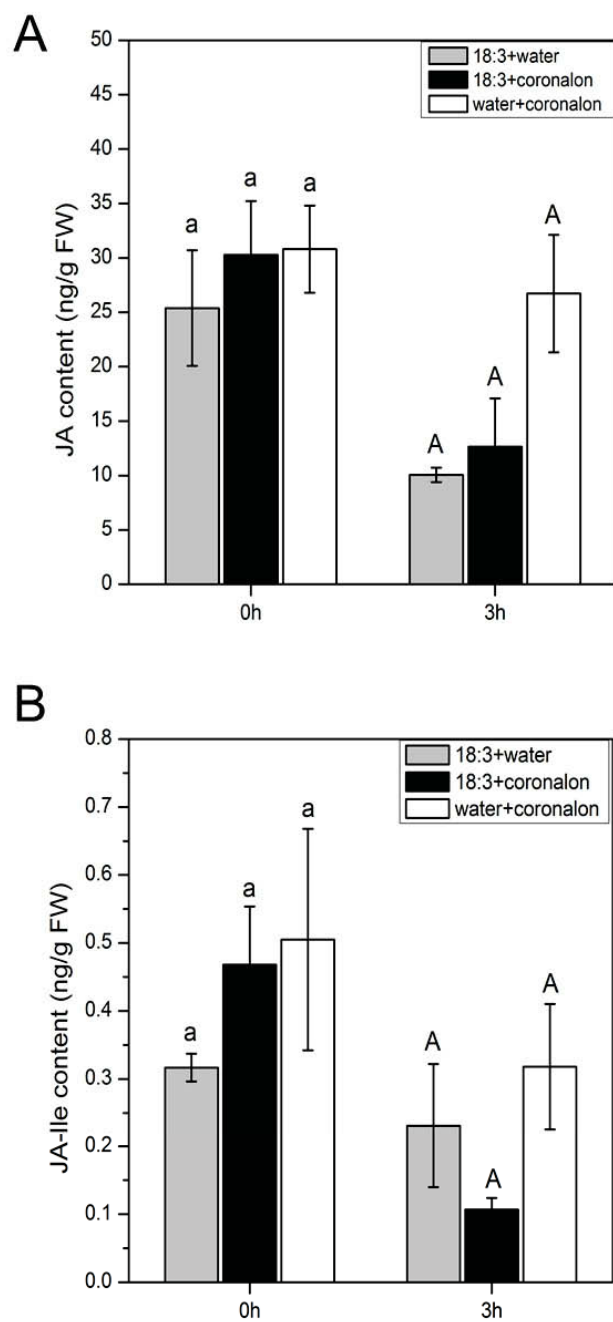 A
50
45
40
35
30
25
20
15
10
5
0
JA content (ng/g FW)
18:3+water
18:3+coronalon
water+coronalon
a a a
A A A
0h 3h
B
0.8
0.7
0.6
0.5
0.4
0.3
0.2
0.1
0.0
JA-Ile content (ng/g FW)
18:3+water
18:3+coronalon
water+coronalon
a a a
A A A
0h 3h